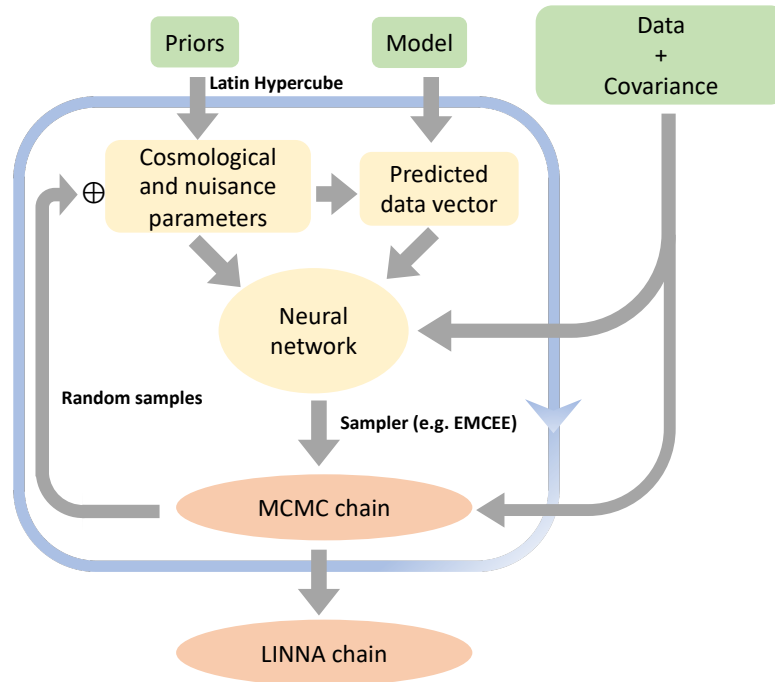 Priors
Model
Data
+
Covariance
Latin Hypercube
Cosmological
and nuisance
parameters
Predicted
data vector
⊕
Neural
network
Random samples
Sampler (e.g. EMCEE)
MCMC chain
LINNA chain